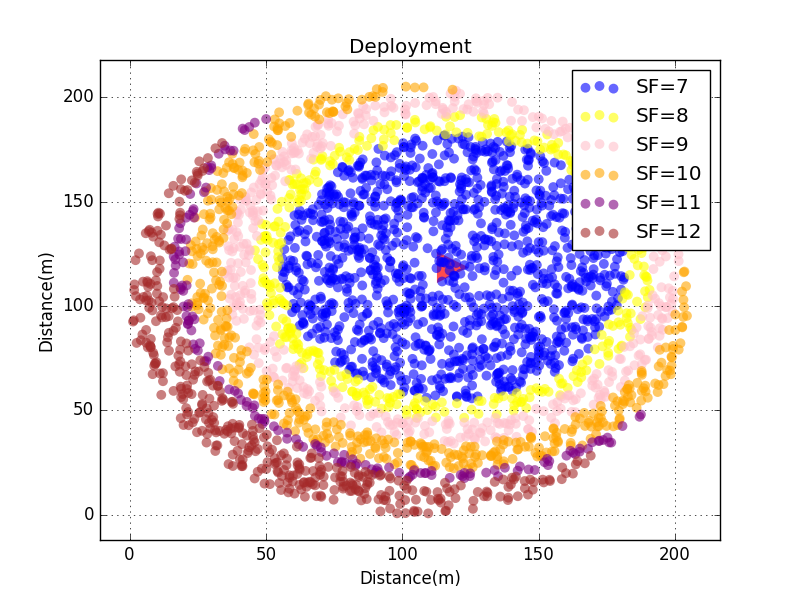 Deployment
SF=7
SF=8
SF=9
SF=10
SF=11
SF=12
200
150
100
50
0
Distance(m)
0 50 100 150 200
Distance(m)